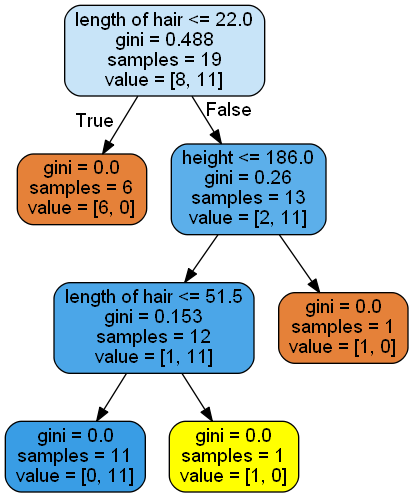 length of hair <= 22.0
gini = 0.488
samples = 19
value = [8, 11]
True
False
gini = 0.0
samples = 6
value = [6, 0]
height <= 186.0
gini = 0.26
samples = 13
value = [2, 11]
length of hair <= 51.5
gini = 0.153
samples = 12
value = [1, 11]
gini = 0.0
samples = 1
value = [1, 0]
gini = 0.0
samples = 11
value = [0, 11]
gini = 0.0
samples = 1
value = [1, 0]